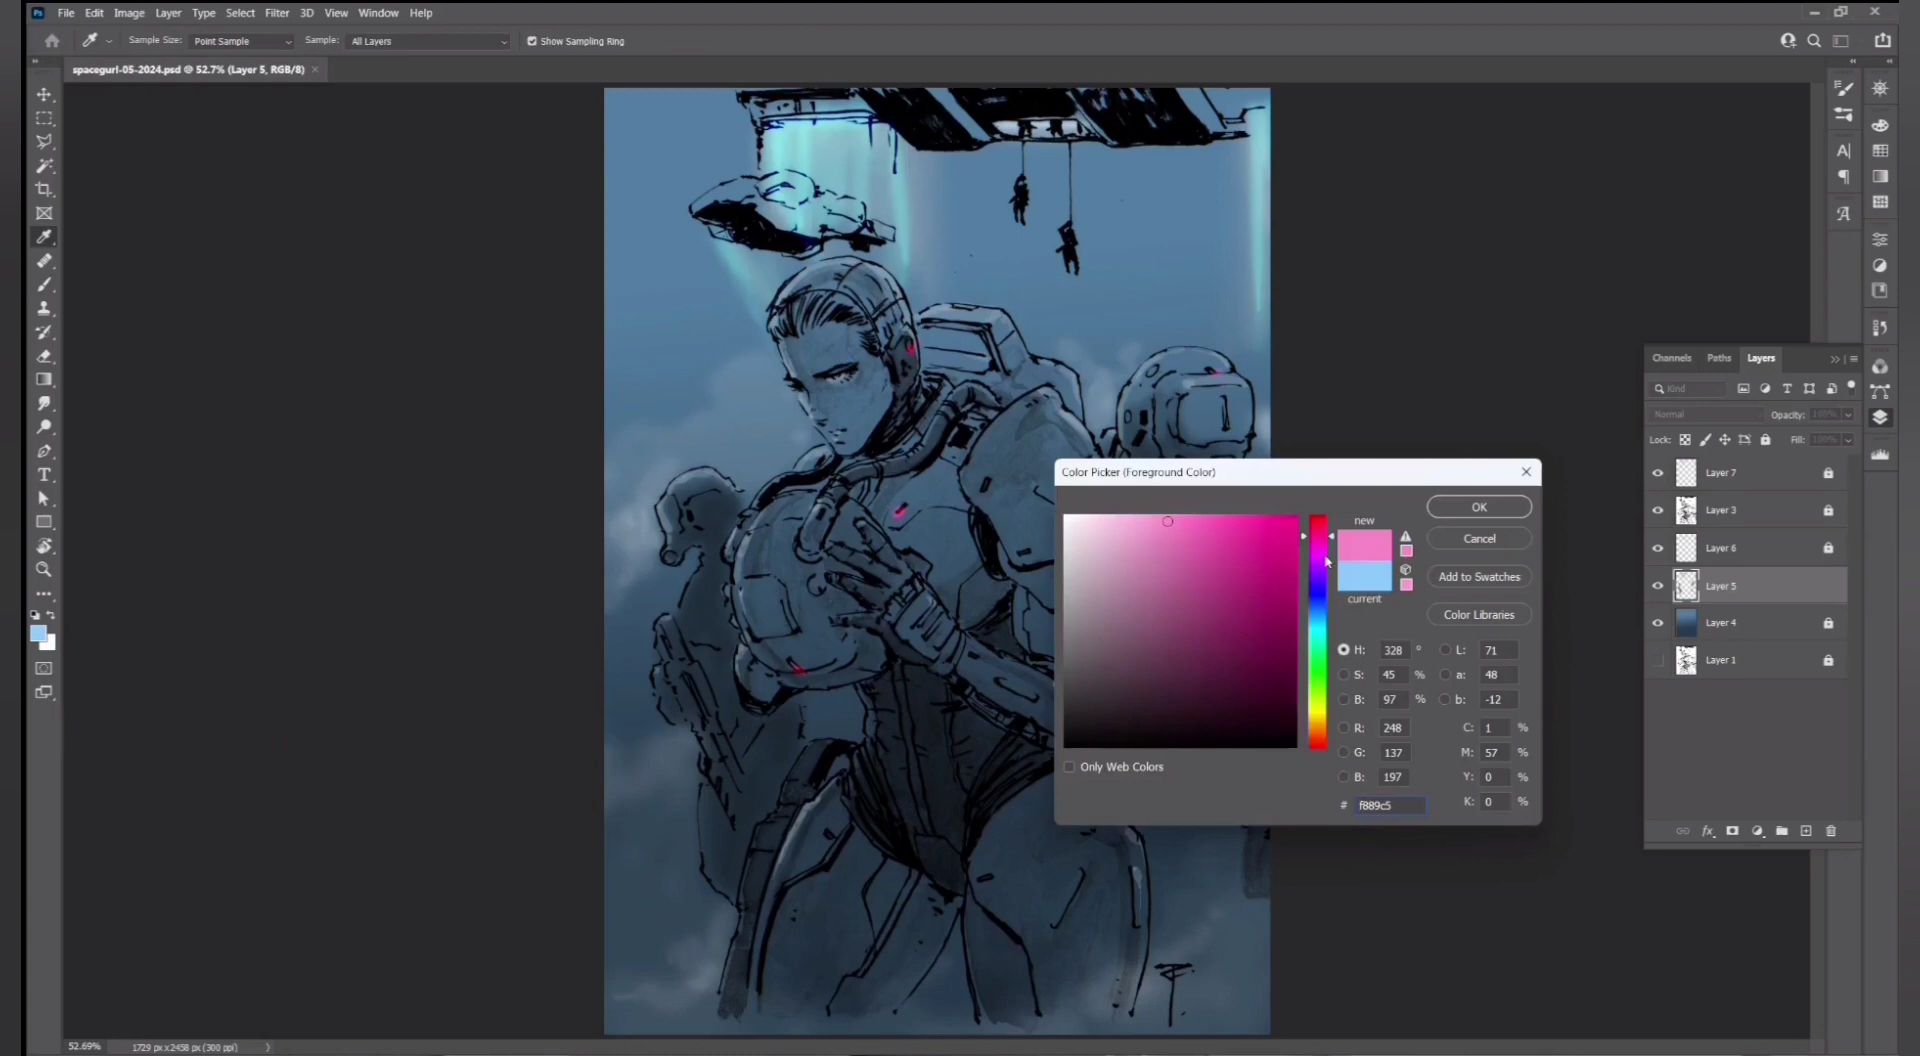 Ps File Edit Image Layer Type Select Filter 3D View Window Help
Sample Size: Point Sample Sample: All Layers Show Sampling Ring
spacegurl-05-2024.psd @ 52.7% (Layer 5, RGB/8)
Channels Paths Layers
Kind
Normal Opacity: 100%
Lock: Fill: 100%
Layer 7
Layer 3
Layer 6
Layer 5
Layer 4
Layer 1
Color Picker (Foreground Color)
OK
new
Cancel
Add to Swatches
current
Color Libraries
H: 328 ° L: 71
S: 45 % a: 48
B: 97 % b: -12
R: 248 C: 1 %
G: 137 M: 57 %
B: 197 Y: 0 %
# f889c5 K: 0 %
Only Web Colors
52.69% 1729 px x 2458 px (300 ppi)